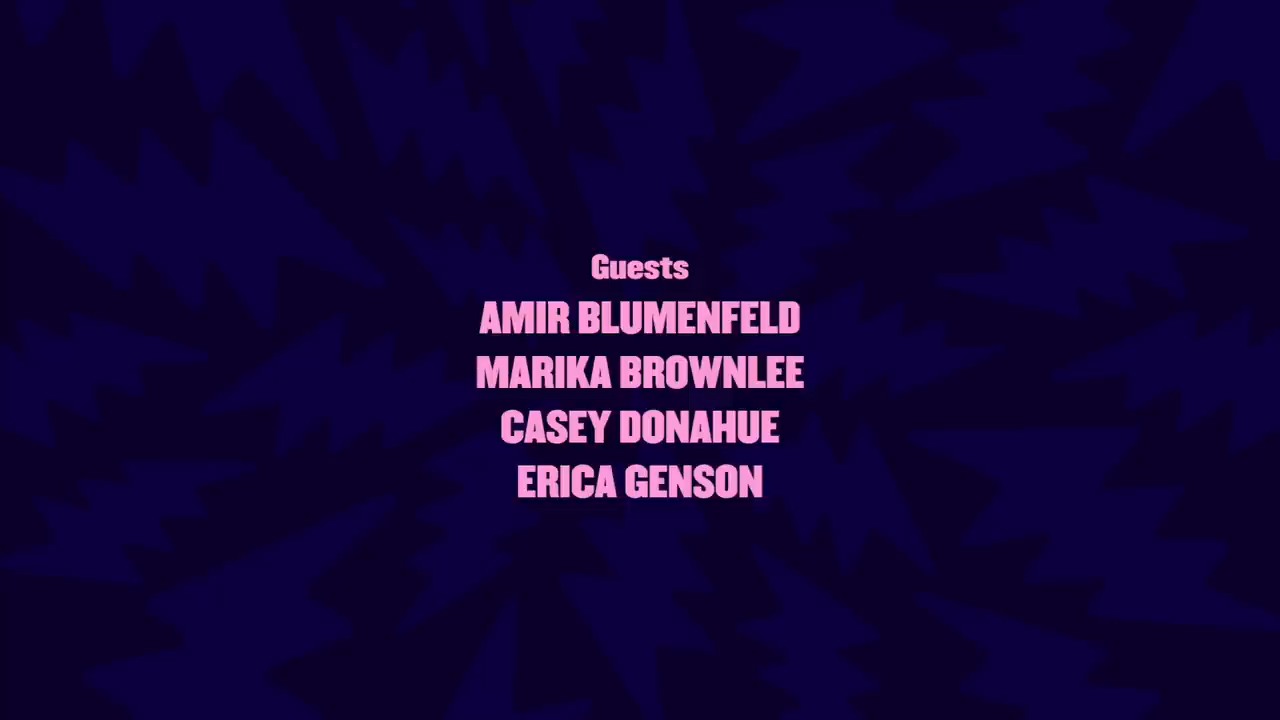 Guests
AMIR BLUMENFELD
MARIKA BROWNLEE
CASEY DONAHUE
ERICA GENSON